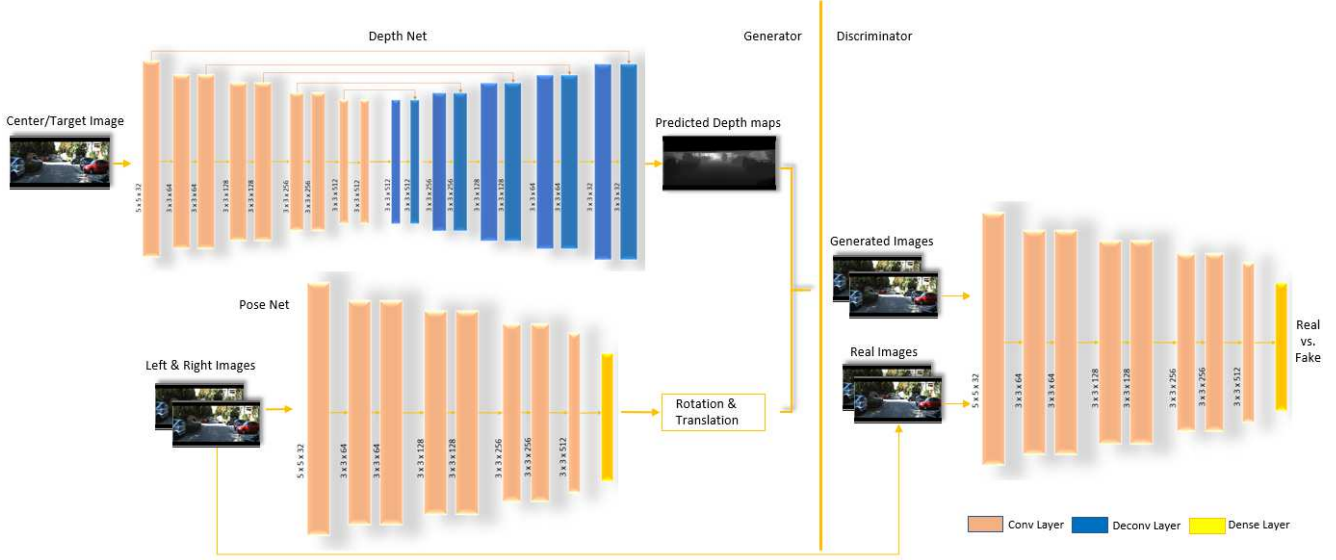 Depth Net
Generator
Discriminator
Center/Target Image
Predicted Depth maps
5 x 5 x 32
3 x 3 x 64
3 x 3 x 64
3 x 3 x 128
3 x 3 x 128
3 x 3 x 256
3 x 3 x 256
3 x 3 x 512
3 x 3 x 512
3 x 3 x 512
3 x 3 x 512
3 x 3 x 256
3 x 3 x 256
3 x 3 x 128
3 x 3 x 128
3 x 3 x 64
3 x 3 x 64
3 x 3 x 32
3 x 3 x 32
Pose Net
Left & Right Images
5 x 5 x 32
3 x 3 x 64
3 x 3 x 64
3 x 3 x 128
3 x 3 x 128
3 x 3 x 256
3 x 3 x 256
3 x 3 x 512
Rotation &
Translation
Generated Images
Real Images
5 x 5 x 32
3 x 3 x 64
3 x 3 x 64
3 x 3 x 128
3 x 3 x 128
3 x 3 x 256
3 x 3 x 256
3 x 3 x 512
Real
vs.
Fake
Conv Layer
Deconv Layer
Dense Layer